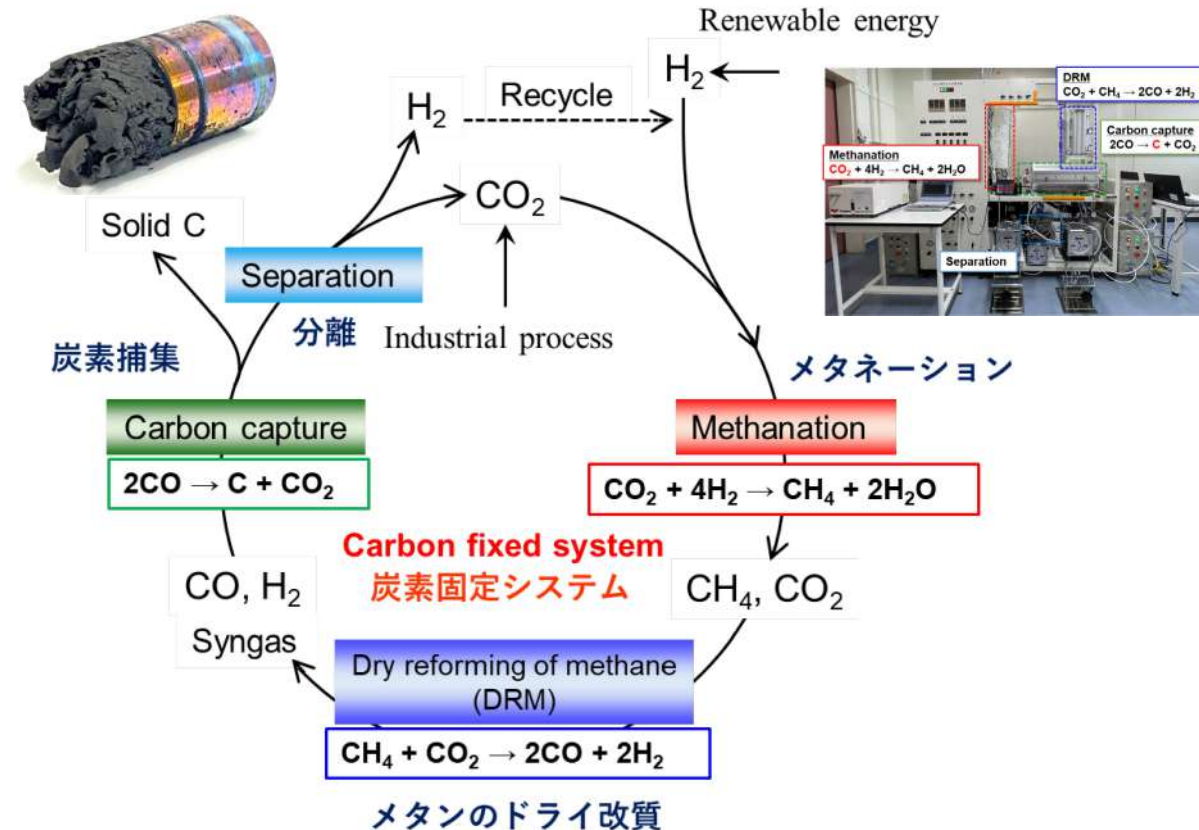 Renewable energy
H₂
Recycle
H₂
CO₂
Solid C
Separation
分離
Industrial process
炭素捕集
メタネーション
Carbon capture
2CO → C + CO₂
Methanation
CO₂ + 4H₂ → CH₄ + 2H₂O
Carbon fixed system
炭素固定システム
CO, H₂
Syngas
CH₄, CO₂
Dry reforming of methane
(DRM)
CH₄ + CO₂ → 2CO + 2H₂
メタンのドライ改質
DRM
CO₂ + CH₄ → 2CO + 2H₂
Carbon capture
2CO → C + CO₂
Methanation
CO₂ + 4H₂ → CH₄ + 2H₂O
Separation